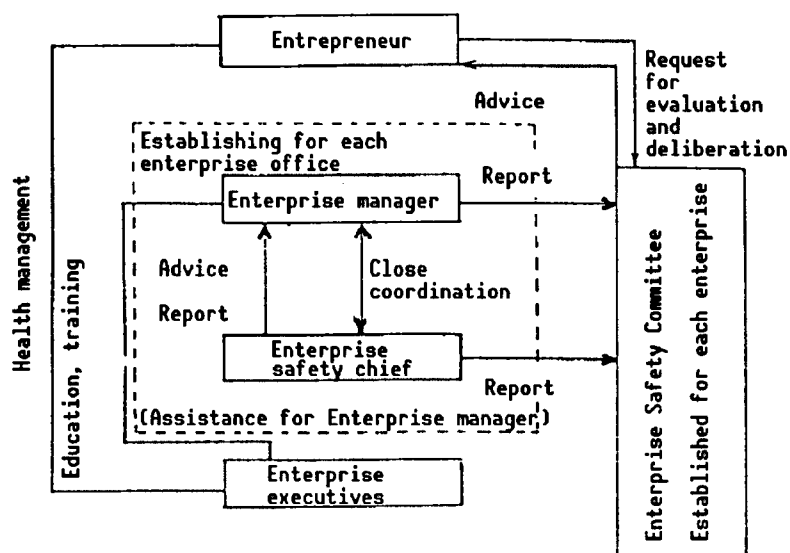 Entrepreneur
Request
for
evaluation
and
deliberation
Advice
Establishing for each
enterprise office
Report
Enterprise manager
Advice
Report
Close
coordination
Enterprise
safety chief
Report
(Assistance for Enterprise manager)
Enterprise
executives
Health management
Education, training
Enterprise Safety Committee
Established for each enterprise